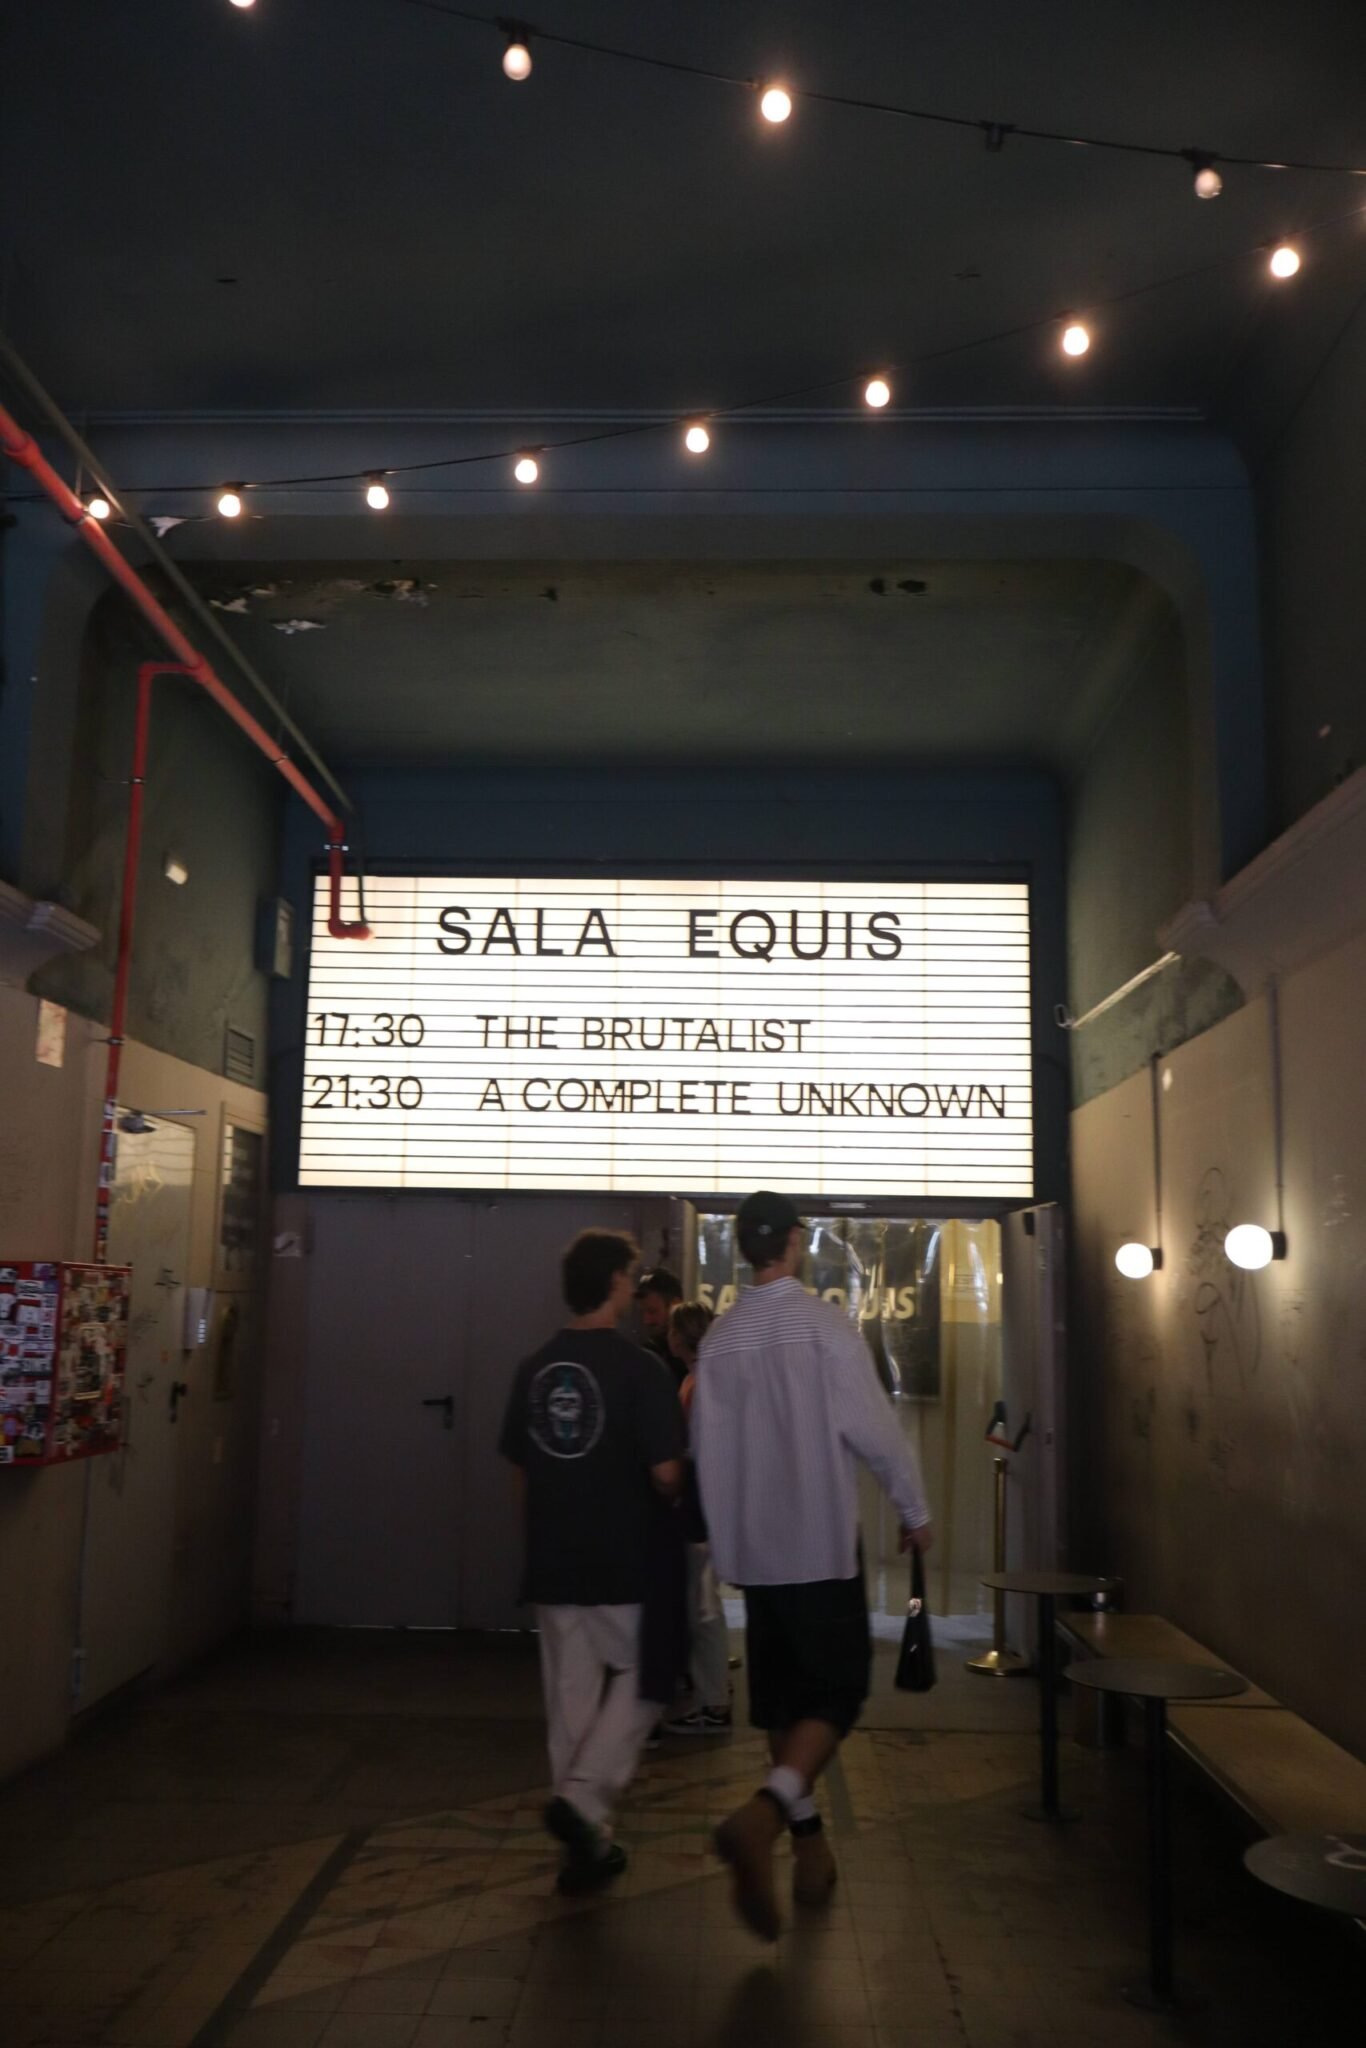 SALA EQUIS
17:30 THE BRUTALIST
21:30 A COMPLETE UNKNOWN